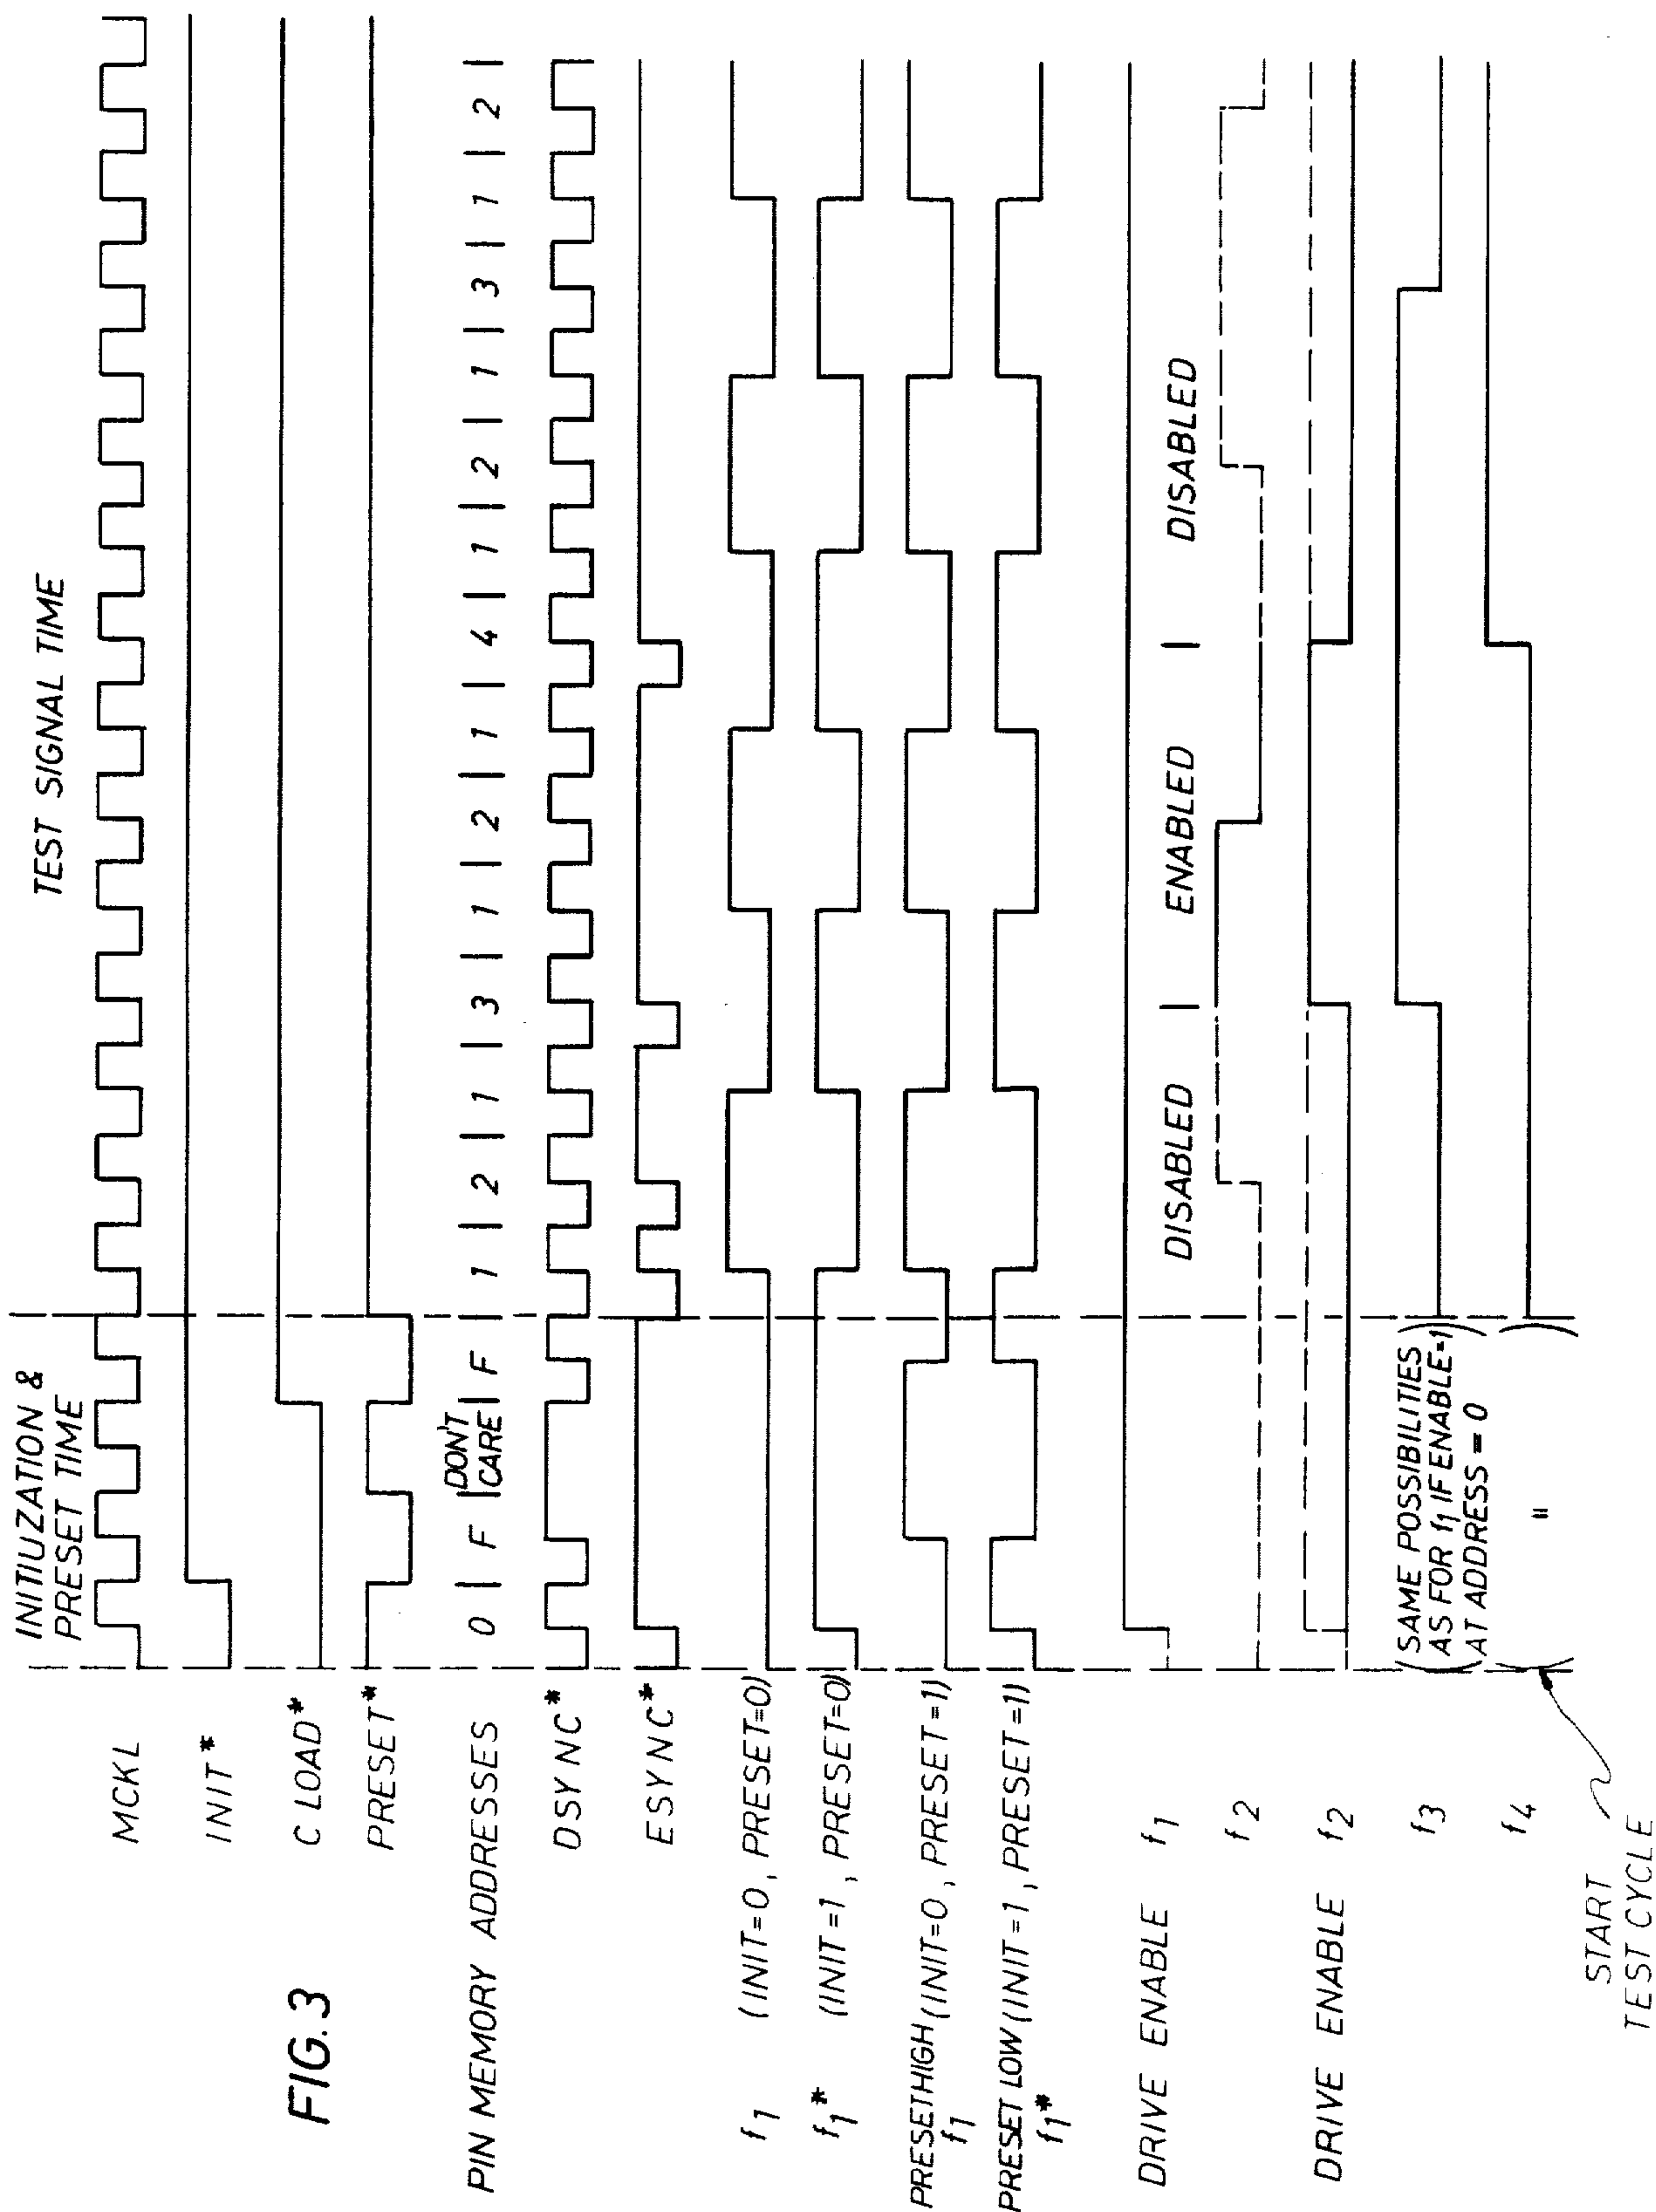 FIG. 3
INITIUZATION &
PRESET TIME
TEST SIGNAL TIME
MCKL
INIT*
C LOAD*
PRESET*
PIN MEMORY ADDRESSES 0 | F | DON'T CARE | F | 1 | 2 | 1 | 3 | 1 | 2 | 1 | 4 | 1 | 2 | 1 | 3 | 1 | 2 |
DSYNC*
ESYNC*
f1 (INIT=0, PRESET=0)
f1* (INIT=1, PRESET=0)
PRESET HIGH (INIT=0, PRESET=1)
f1
PRESET LOW (INIT=1, PRESET=1)
f1*
DRIVE ENABLE f1
DISABLED | ENABLED | DISABLED
f2
DRIVE ENABLE f2
f3
(SAME POSSIBILITIES
AS FOR f1 IF ENABLE=1
AT ADDRESS = 0)
f4
( " )
START
TEST CYCLE